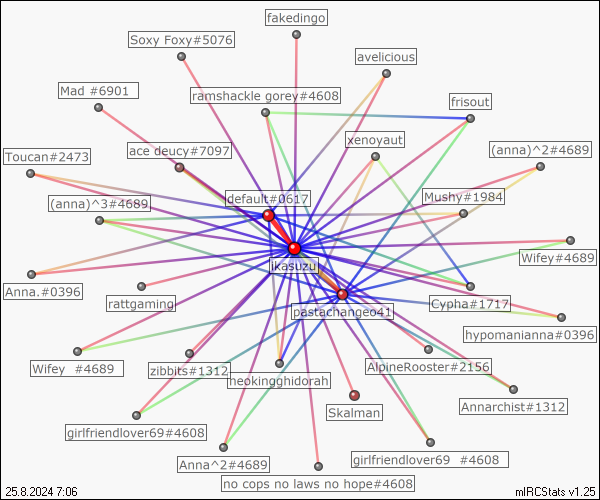 fakedingo
Soxy Foxy#5076
avelicious
Mad #6901
ramshackle gorey#4608
frisout
xenoyaut
Toucan#2473
ace deucy#7097
(anna)^2#4689
default#0617
Mushy#1984
(anna)^3#4689
Wifey#4689
ikasuzu
Anna.#0396
rattgaming
Cypha#1717
pastachangeo41
hypomanianna#0396
Wifey #4689
zibbits#1312
neokingghidorah
AlpineRooster#2156
Skalman
Annarchist#1312
girlfriendlover69#4608
Anna^2#4689
girlfriendlover69 #4608
no cops no laws no hope#4608
25.8.2024 7:06
mIRCStats v1.25